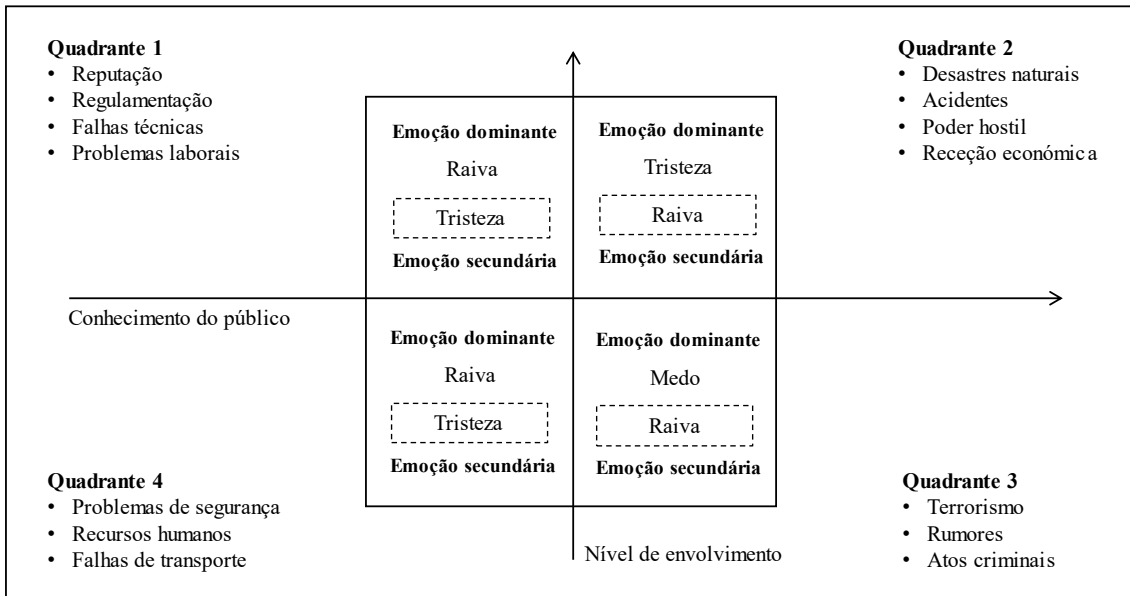 Quadrante 1
• Reputação
• Regulamentação
• Falhas técnicas
• Problemas laborais
Quadrante 2
• Desastres naturais
• Acidentes
• Poder hostil
• Receção económica
Emoção dominante
Raiva
Tristeza
Emoção secundária
Emoção dominante
Tristeza
Raiva
Emoção secundária
Conhecimento do público
Emoção dominante
Raiva
Tristeza
Emoção secundária
Emoção dominante
Medo
Raiva
Emoção secundária
Quadrante 4
• Problemas de segurança
• Recursos humanos
• Falhas de transporte
Nível de envolvimento
Quadrante 3
• Terrorismo
• Rumores
• Atos criminais